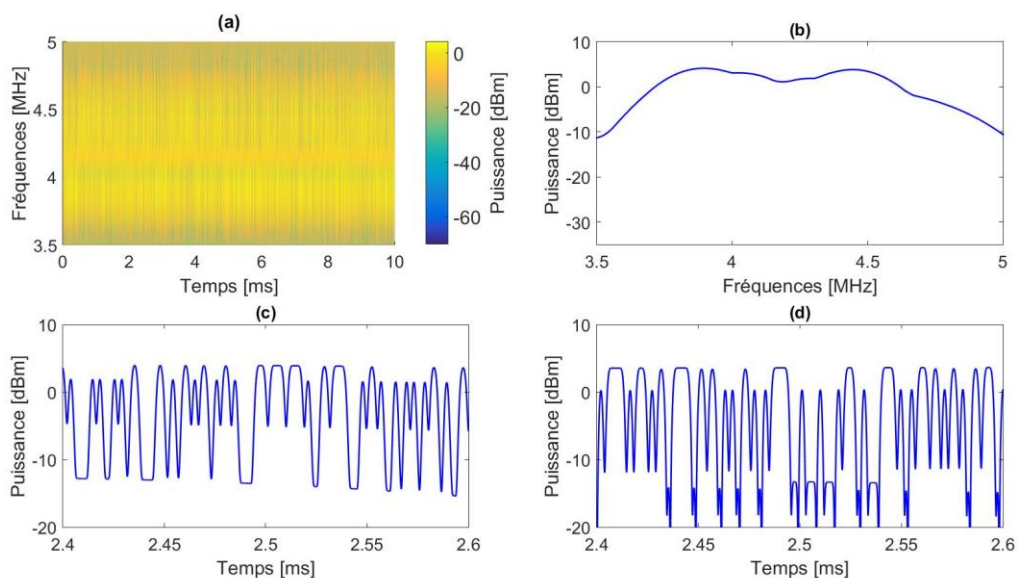 (a)
5
4.5
4
3.5
Fréquences [MHz]
0 2 4 6 8 10
Temps [ms]
0
-20
-40
-60
Puissance [dBm]
(b)
10
0
-10
-20
-30
Puissance [dBm]
3.5 4 4.5 5
Fréquences [MHz]
(c)
10
0
-10
-20
Puissance [dBm]
2.4 2.45 2.5 2.55 2.6
Temps [ms]
(d)
10
0
-10
-20
Puissance [dBm]
2.4 2.45 2.5 2.55 2.6
Temps [ms]